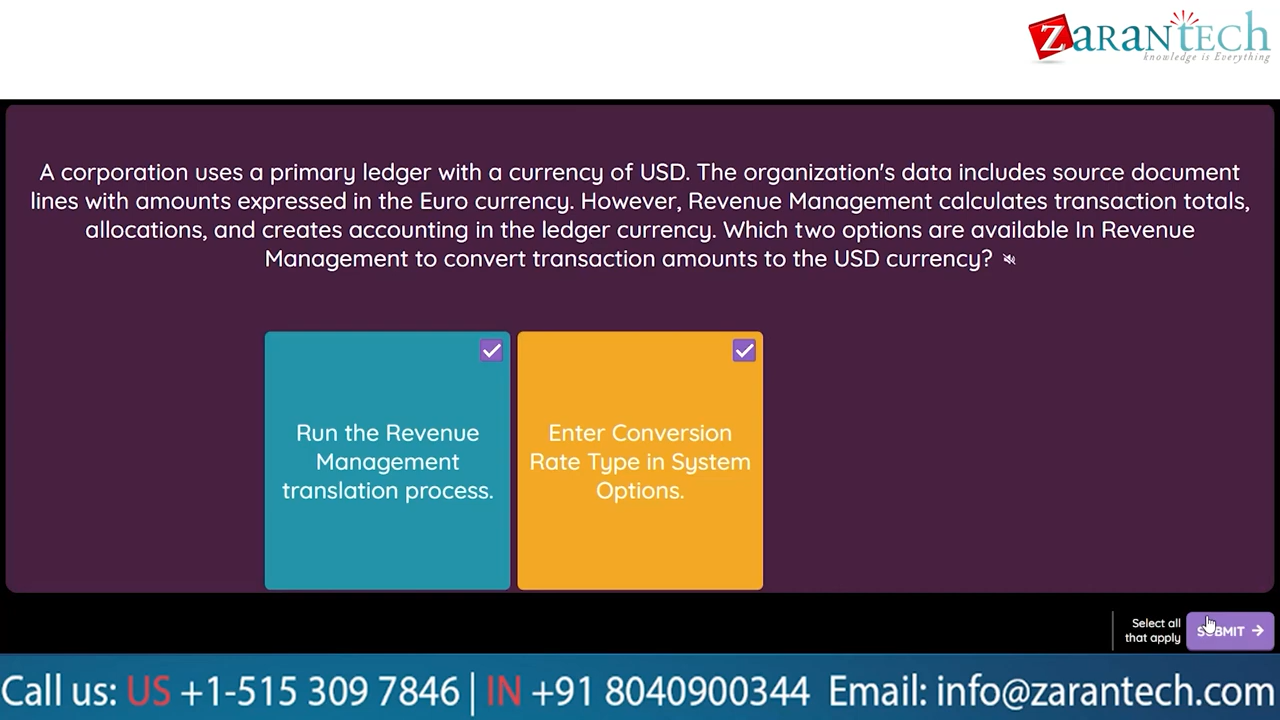 ZARANTECH
knowledge is Everything
A corporation uses a primary ledger with a currency of USD. The organization's data includes source document
lines with amounts expressed in the Euro currency. However, Revenue Management calculates transaction totals,
allocations, and creates accounting in the ledger currency. Which two options are available In Revenue
Management to convert transaction amounts to the USD currency?
Run the Revenue
Management
translation process.
Enter Conversion
Rate Type in System
Options.
Select all
that apply
SUBMIT →
Call us: US +1-515 309 7846 | IN +91 8040900344 Email: info@zarantech.com